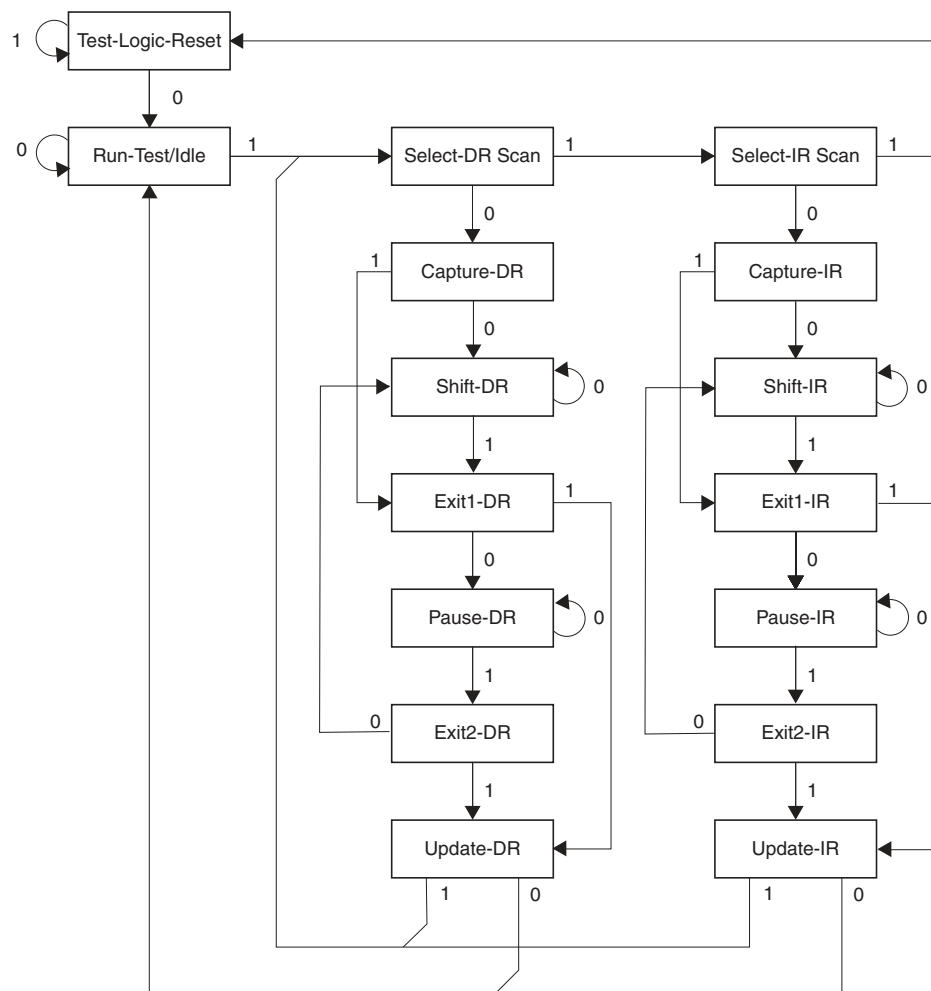 Test-Logic-Reset
1
0
Run-Test/Idle
0
1
Select-DR Scan
1
Select-IR Scan
1
0
0
1
Capture-DR
1
Capture-IR
0
0
Shift-DR
0
Shift-IR
0
1
1
Exit1-DR
1
Exit1-IR
1
0
0
Pause-DR
0
Pause-IR
0
1
1
0
Exit2-DR
0
Exit2-IR
1
1
Update-DR
Update-IR
1
0
1
0